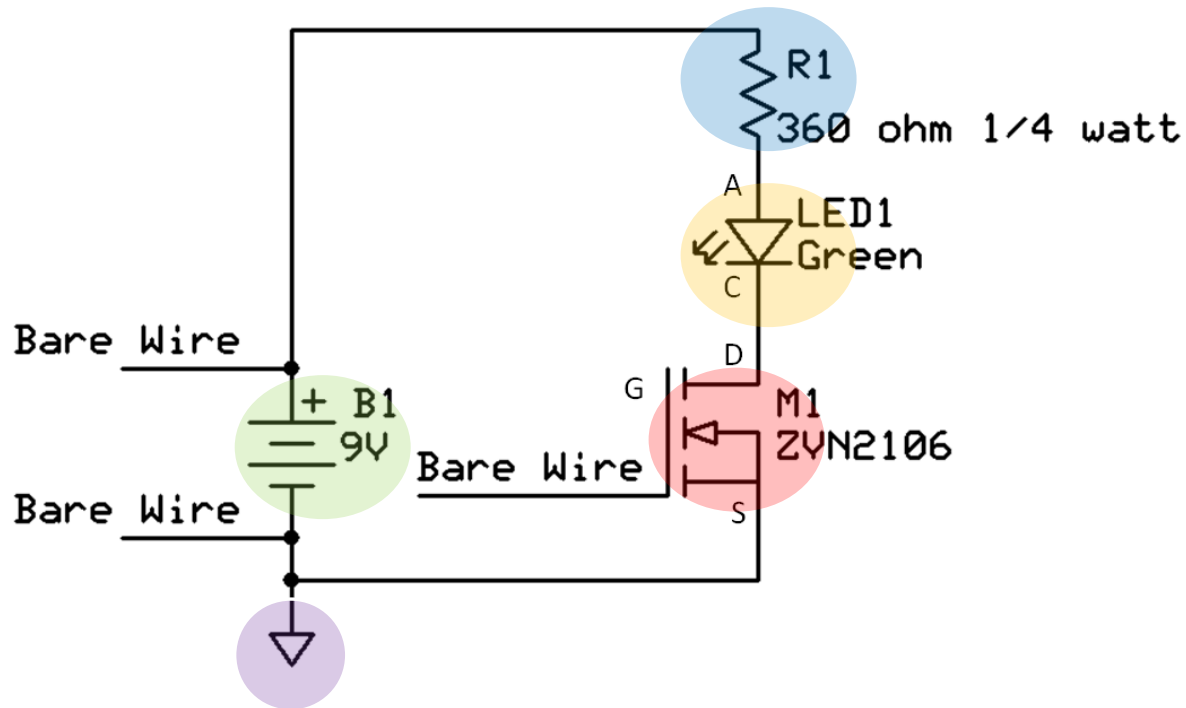 R1
360 ohm 1/4 watt
A
LED1
Green
C
Bare Wire
D
G
+ B1
9V
M1
ZVN2106
Bare Wire
S
Bare Wire